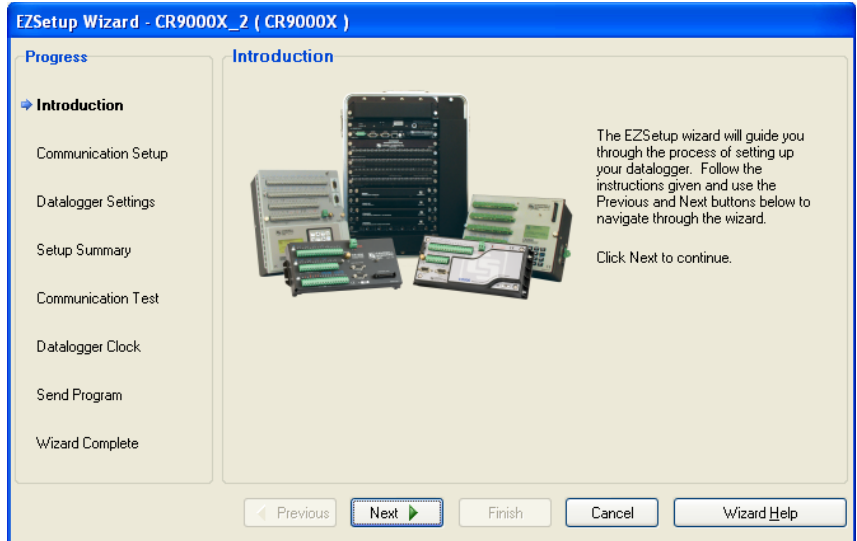 EZSetup Wizard - CR9000X_2 ( CR9000X )
Progress
Introduction
Communication Setup
Datalogger Settings
Setup Summary
Communication Test
Datalogger Clock
Send Program
Wizard Complete
Introduction
The EZSetup wizard will guide you
through the process of setting up
your datalogger. Follow the
instructions given and use the
Previous and Next buttons below to
navigate through the wizard.
Click Next to continue.
Previous
Next
Finish
Cancel
Wizard Help